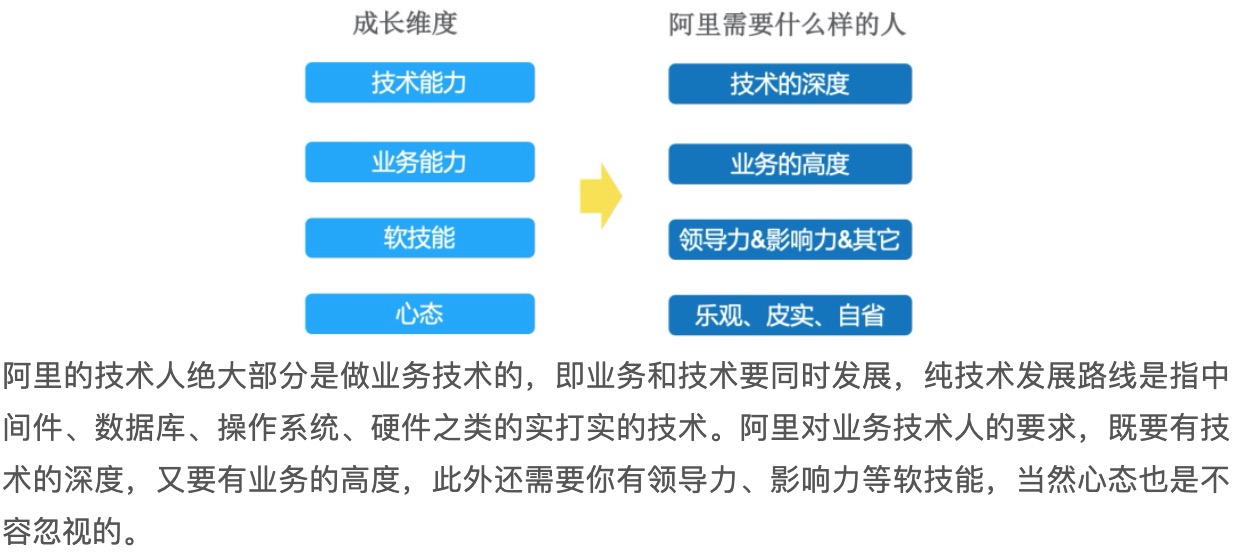 成长维度 阿里需要什么样的人
技术能力 技术的深度
业务能力 业务的高度
软技能 领导力&影响力&其它
心态 乐观、皮实、自省
阿里的技术人绝大部分是做业务技术的，即业务和技术要同时发展，纯技术发展路线是指中
间件、数据库、操作系统、硬件之类的实打实的技术。阿里对业务技术人的要求，既要有技
术的深度，又要有业务的高度，此外还需要你有领导力、影响力等软技能，当然心态也是不
容忽视的。